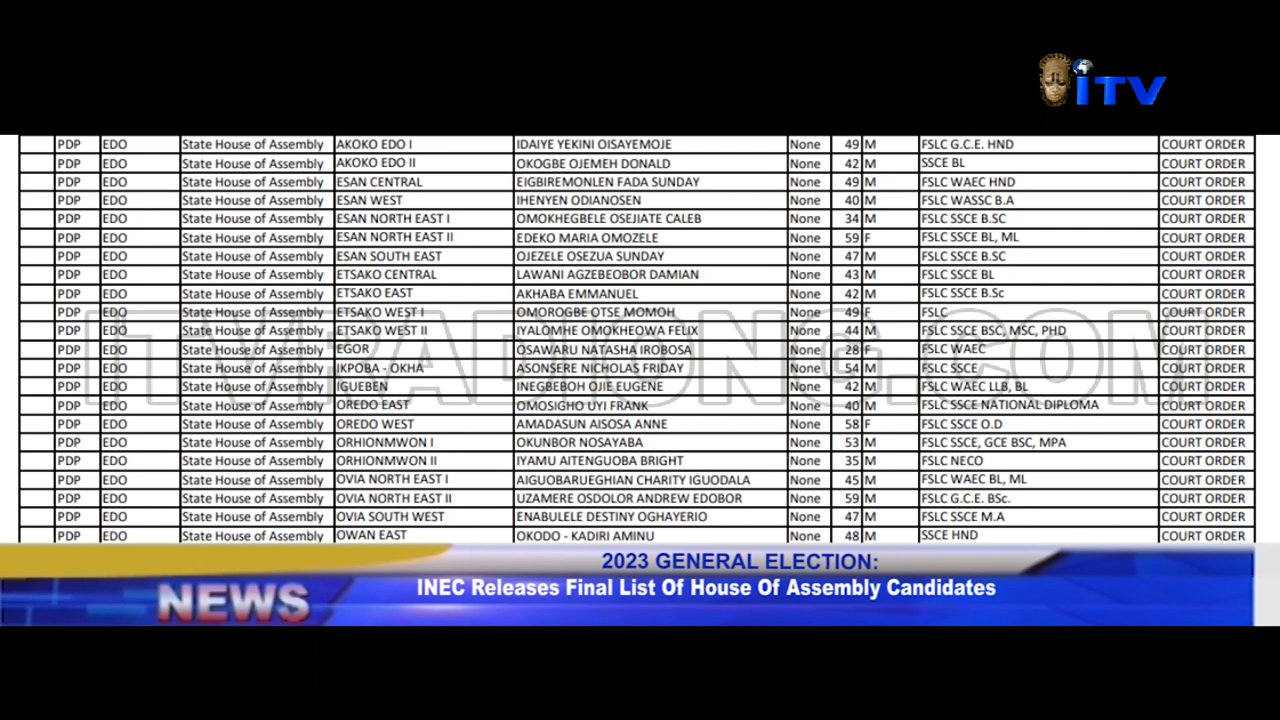 iTV
PDP EDO State House of Assembly AKOKO EDO I IDAIYE YEKINI OISAYEMOJE None 49 M FSLC G.C.E. HND COURT ORDER
PDP EDO State House of Assembly AKOKO EDO II OKOGBE OJEMEH DONALD None 42 M SSCE BL COURT ORDER
PDP EDO State House of Assembly ESAN CENTRAL EIGBIREMONLEN FADA SUNDAY None 49 M FSLC WAEC HND COURT ORDER
PDP EDO State House of Assembly ESAN WEST IHENYEN ODIANOSEN None 40 M FSLC WASSC B.A COURT ORDER
PDP EDO State House of Assembly ESAN NORTH EAST I OMOKHEGBELE OSEJIATE CALEB None 34 M FSLC SSCE B.SC COURT ORDER
PDP EDO State House of Assembly ESAN NORTH EAST II EDEKO MARIA OMOZELE None 59 F FSLC SSCE BL, ML COURT ORDER
PDP EDO State House of Assembly ESAN SOUTH EAST OJEZELE OSEZUA SUNDAY None 47 M FSLC SSCE B.SC COURT ORDER
PDP EDO State House of Assembly ETSAKO CENTRAL LAWANI AGZEBEOBOR DAMIAN None 43 M FSLC SSCE BL COURT ORDER
PDP EDO State House of Assembly ETSAKO EAST AKHABA EMMANUEL None 42 M FSLC SSCE B.Sc COURT ORDER
PDP EDO State House of Assembly ETSAKO WEST I OMOROGBE OTSE MOMOH None 49 F FSLC COURT ORDER
PDP EDO State House of Assembly ETSAKO WEST II IYALOMHE OMOKHEOWA FELIX None 44 M FSLC SSCE BSC, MSC, PHD COURT ORDER
ITVRADIONG.COM
PDP EDO State House of Assembly EGOR OSAWARU NATASHA IROBOSA None 28 F FSLC WAEC COURT ORDER
PDP EDO State House of Assembly IKPOBA - OKHA ASONSERE NICHOLAS FRIDAY None 54 M FSLC SSCE COURT ORDER
PDP EDO State House of Assembly IGUEBEN INEGBEBOH OJIE EUGENE None 42 M FSLC WAEC LLB, BL COURT ORDER
PDP EDO State House of Assembly OREDO EAST OMOSIGHO UYI FRANK None 40 M FSLC SSCE NATIONAL DIPLOMA COURT ORDER
PDP EDO State House of Assembly OREDO WEST AMADASUN AISOSA ANNE None 58 F FSLC SSCE O.D COURT ORDER
PDP EDO State House of Assembly ORHIONMWON I OKUNBOR NOSAYABA None 53 M FSLC SSCE, GCE BSC, MPA COURT ORDER
PDP EDO State House of Assembly ORHIONMWON II IYAMU AITENGUOBA BRIGHT None 35 M FSLC NECO COURT ORDER
PDP EDO State House of Assembly OVIA NORTH EAST I AIGUOBARUEGHIAN CHARITY IGUODALA None 45 M FSLC WAEC BL, ML COURT ORDER
PDP EDO State House of Assembly OVIA NORTH EAST II UZAMERE OSDOLOR ANDREW EDOBOR None 59 M FSLC G.C.E. BSc. COURT ORDER
PDP EDO State House of Assembly OVIA SOUTH WEST ENABULELE DESTINY OGHAYERIO None 47 M FSLC SSCE M.A COURT ORDER
PDP EDO State House of Assembly OWAN EAST OKODO - KADIRI AMINU None 48 M SSCE HND COURT ORDER
2023 GENERAL ELECTION:
INEC Releases Final List Of House Of Assembly Candidates
NEWS